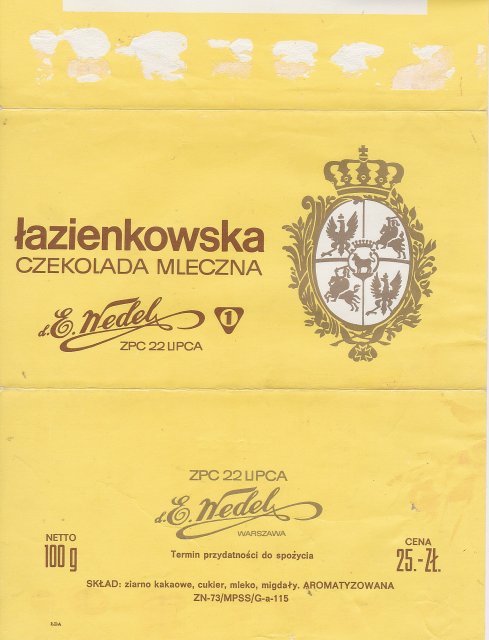 łazienkowska
CZEKOLADA MLECZNA
d. E. Wedel 1
ZPC 22 LIPCA
ZPC 22 LIPCA
d. E. Wedel
WARSZAWA
NETTO
100 g
Termin przydatności do spożycia
CENA
25.-Zł.
SKŁAD: ziarno kakaowe, cukier, mleko, migdały. AROMATYZOWANA
ZN-73/MPSS/G-a-115